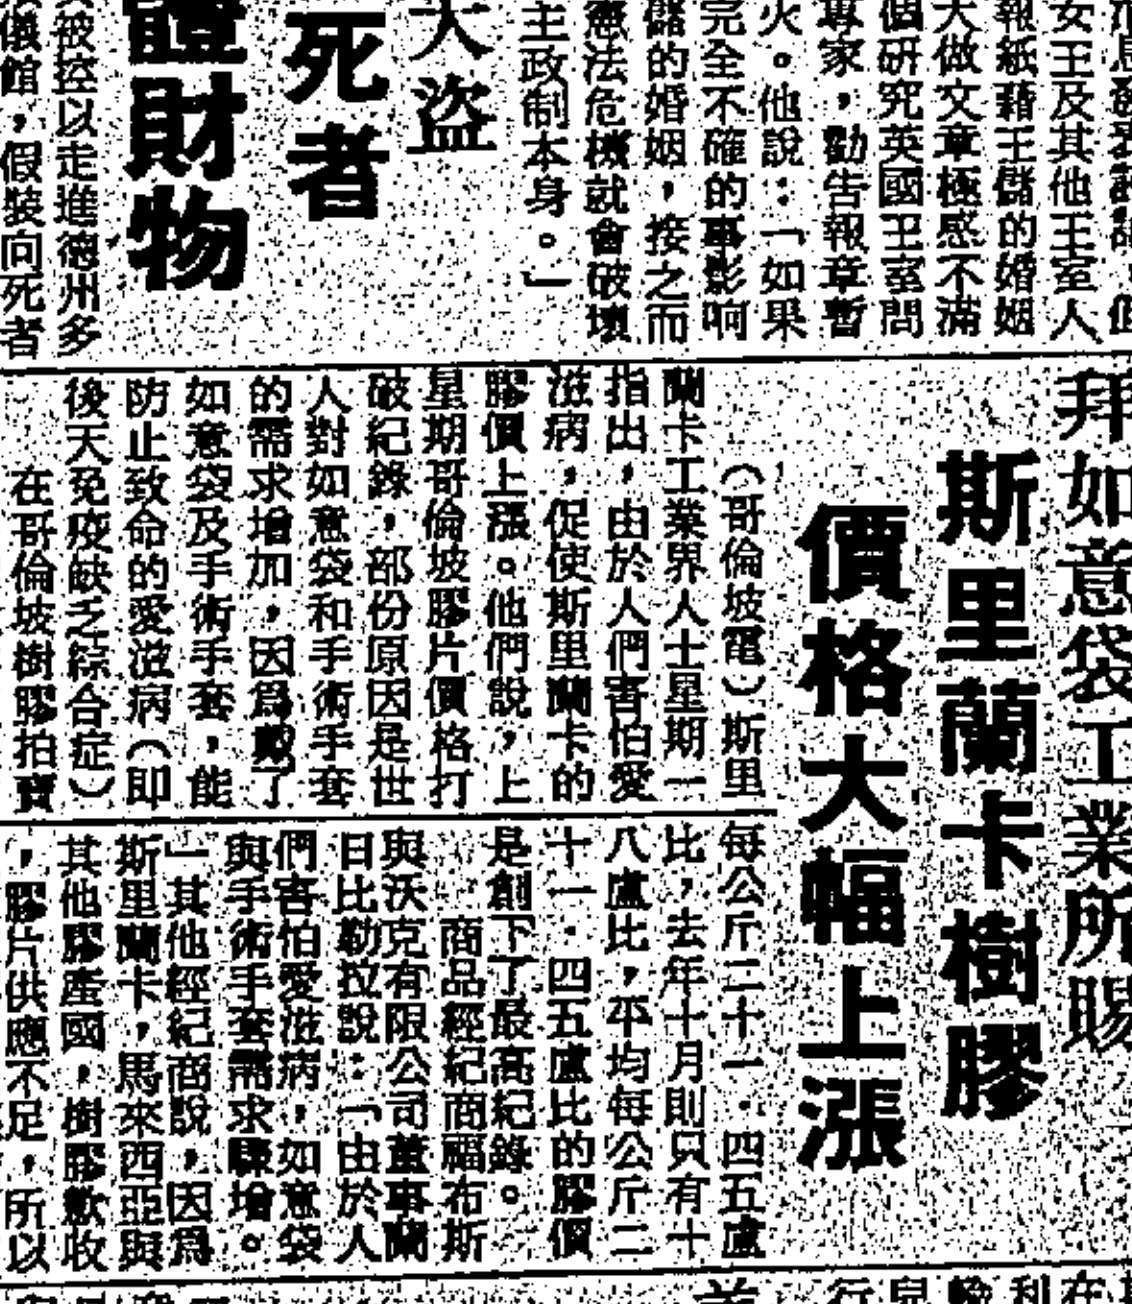 女王及其他王室人
報紙藉王儲的婚姻
大做文章極感不滿
個研究英國王室問
專家，勸告報章暫
火。他說：「如果
完全不確的事影响
儲的婚姻，接之而
憲法危機就會破壞
主政制本身。」
大盜
死者
財物
被控以走進德州多
儀館，假裝向死者
拜如意袋工業所賜
斯里蘭卡樹膠
價格大幅上漲
（哥倫坡電）斯里
蘭卡工業界人士星期一
指出，由於人們害怕愛
滋病，促使斯里蘭卡的
膠價上漲。他們說，上
星期哥倫坡膠片價格打
破紀錄，部份原因是世
人對如意袋和手術手套
的需求增加，因爲戴了
如意袋及手術手套，能
防止致命的愛滋病（即
後天免疫缺乏綜合症）
在哥倫坡樹膠拍賣
每公斤二十一．四五盧
比，去年十月則只有十
八盧比，平均每公斤二
十一．四五盧比的膠價
是創下了最高紀錄。
商品經紀商福布斯
與沃克有限公司董事蘭
日比勒拉說：「由於人
們害怕愛滋病，如意袋
與手術手套需求驟增。
」其他經紀商說，因爲
斯里蘭卡，馬來西亞與
其他膠產國，樹膠歉收
，膠片供應不足，所以